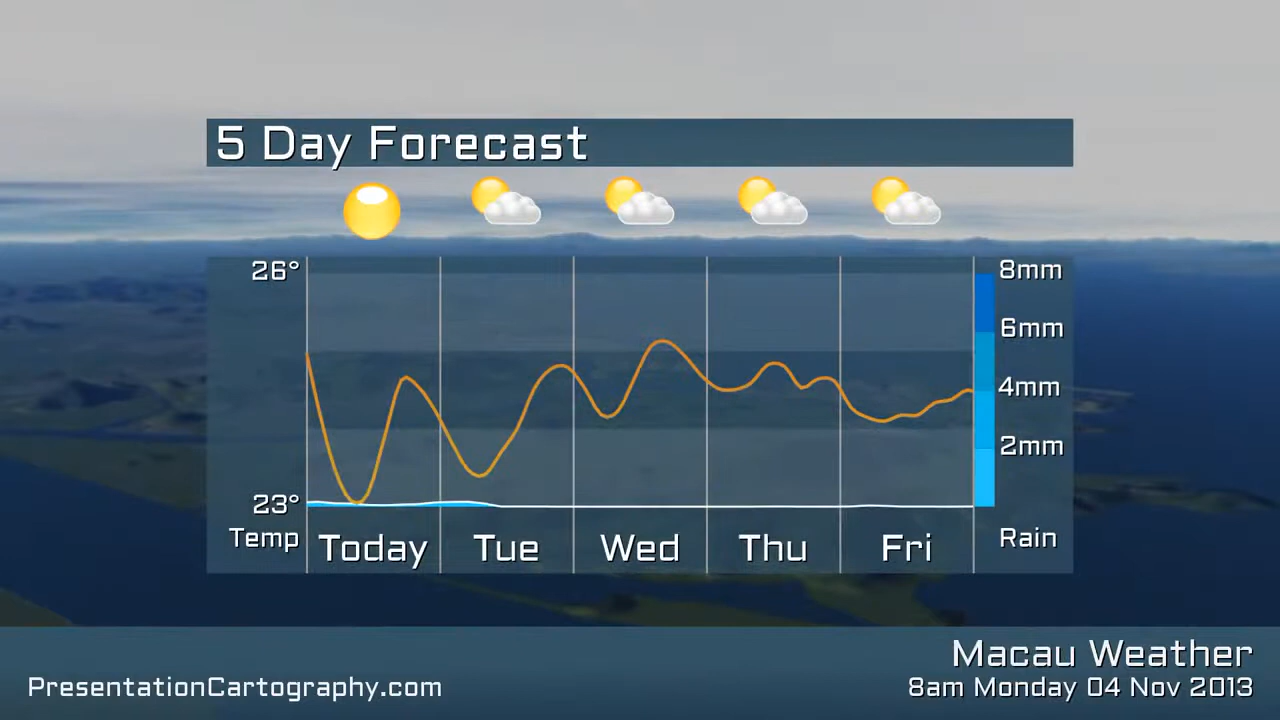 5 Day Forecast
26°
8mm
6mm
4mm
2mm
23°
Temp
Today
Tue
Wed
Thu
Fri
Rain
Macau Weather
PresentationCartography.com
8am Monday 04 Nov 2013